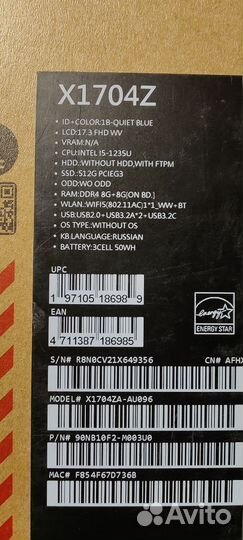 X1704Z
• ID+COLOR:1B-QUIET BLUE
• LCD:17.3 FHD WV
• VRAM:N/A
• CPU:INTEL I5-1235U
• HDD:WITHOUT HDD,WITH FTPM
• SSD:512G PCIEG3
• ODD:WO ODD
• RAM:DDR4 8G+8G[ON BD.]
• WLAN:WIFI5(802.11AC)1*1_WW+BT
• USB:USB2.0+USB3.2A*2+USB3.2C
• OS TYPE:WITHOUT OS
• KB LANGUAGE:RUSSIAN
• BATTERY:3CELL 50WH
UPC
1 97105 18698 9
EAN
4 711387 186985
energy
ENERGY STAR
S/N# R8N0CV21X649356 CN# AFHX
MODEL# X1704ZA-AU096
P/N# 90NB10F2-M003U0
MAC# F854F67D736B
Avito